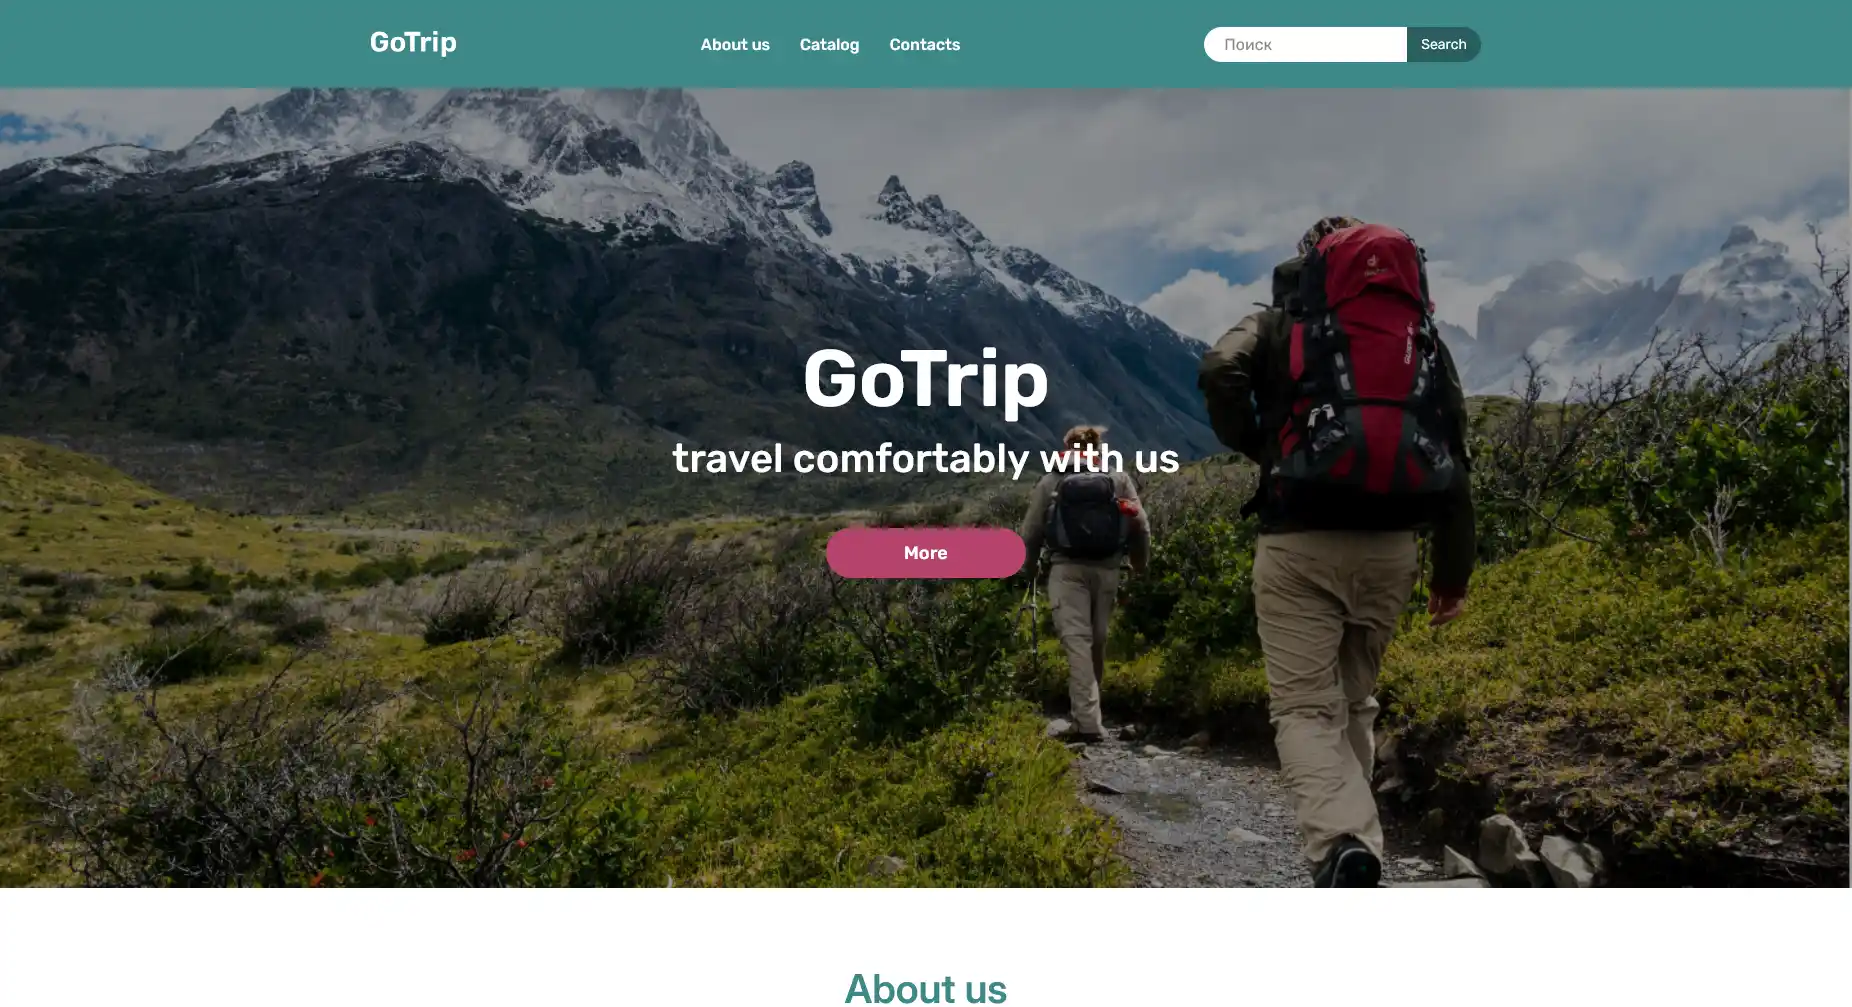 GoTrip
About us
Catalog
Contacts
Поиск
Search
GoTrip
travel comfortably with us
More
About us